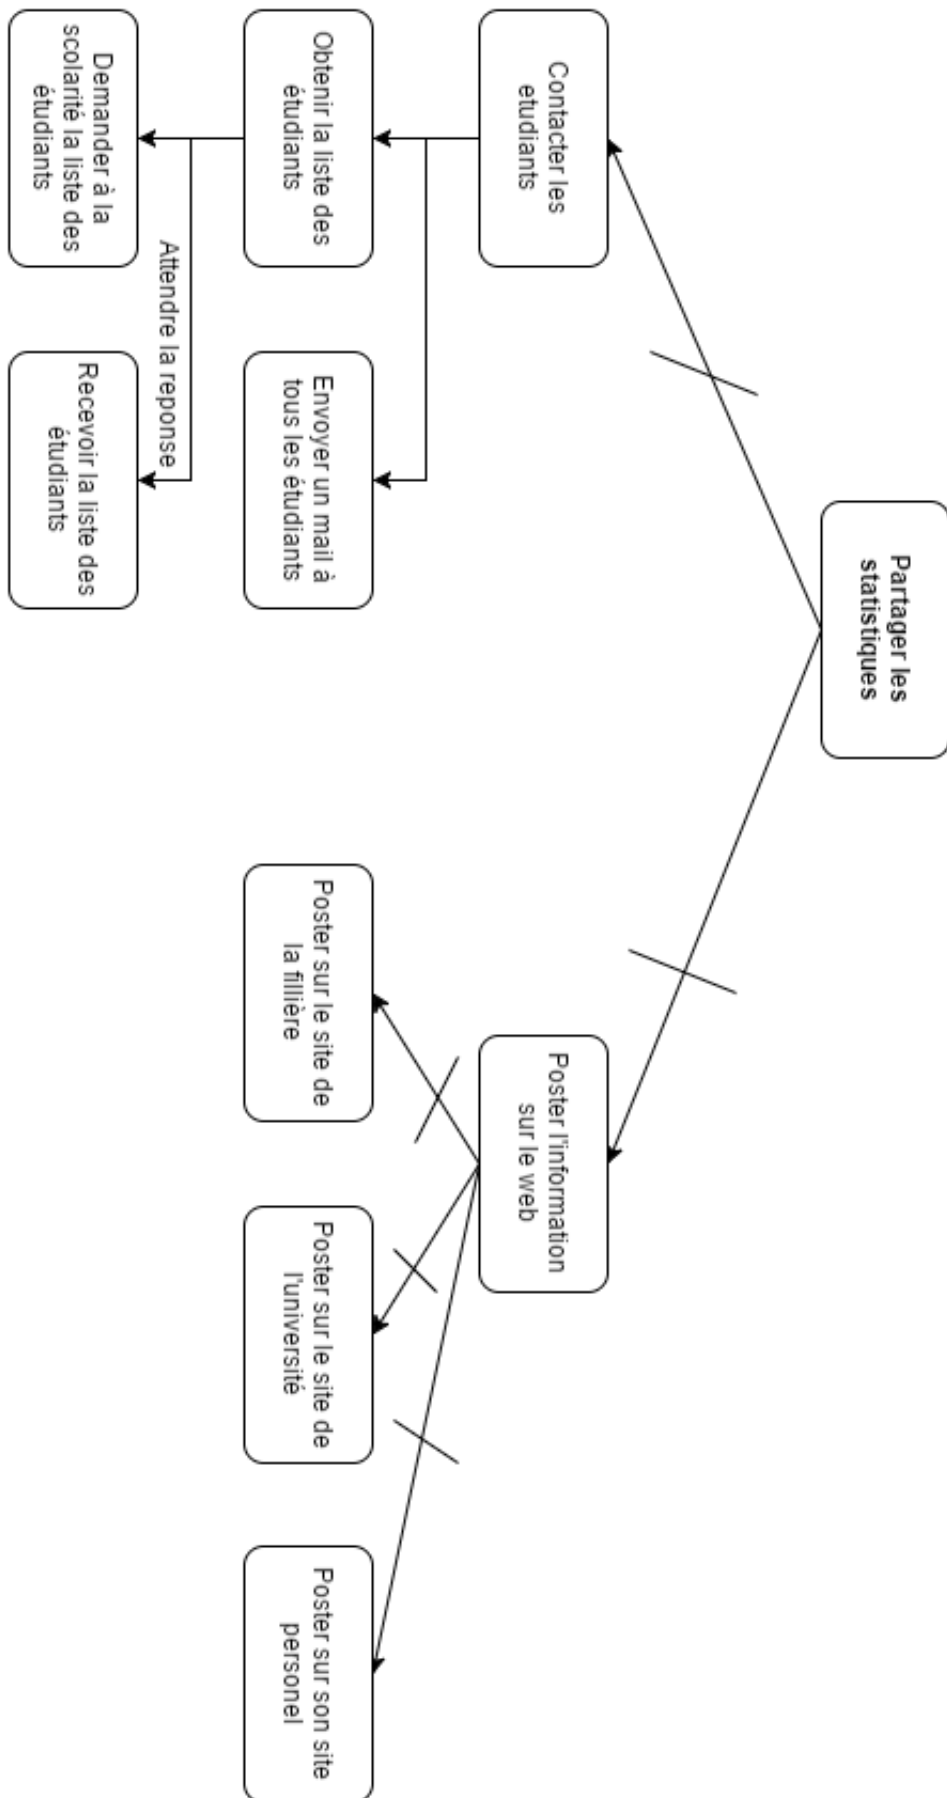 Partager les
statistiques
Contacter les
etudiants
Poster l'information
sur le web
Obtenir la liste des
étudiants
Envoyer un mail à
tous les étudiants
Poster sur le site de
la fillière
Poster sur le site de
l'université
Poster sur son site
personel
Attendre la reponse
Demander à la
scolarité la liste des
étudiants
Recevoir la liste des
étudiants